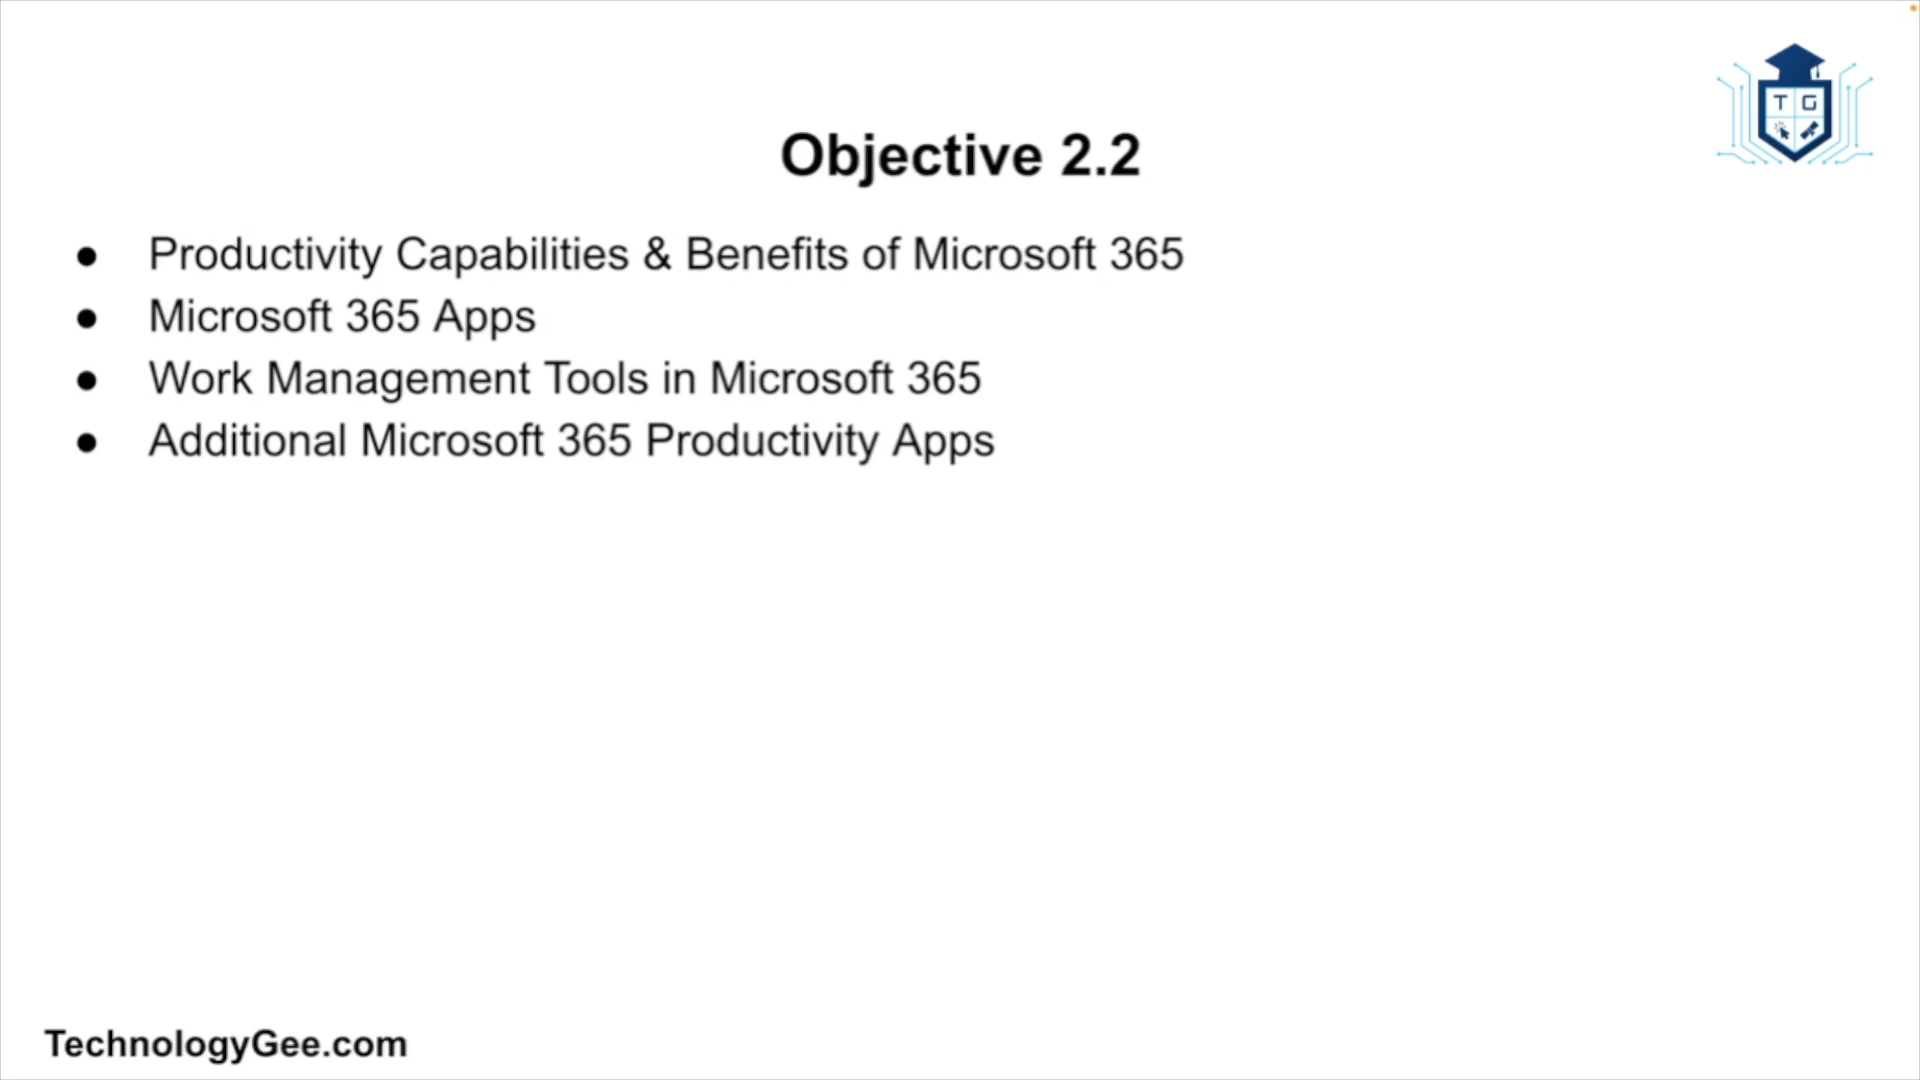 T G
Objective 2.2
● Productivity Capabilities & Benefits of Microsoft 365
● Microsoft 365 Apps
● Work Management Tools in Microsoft 365
● Additional Microsoft 365 Productivity Apps
TechnologyGee.com